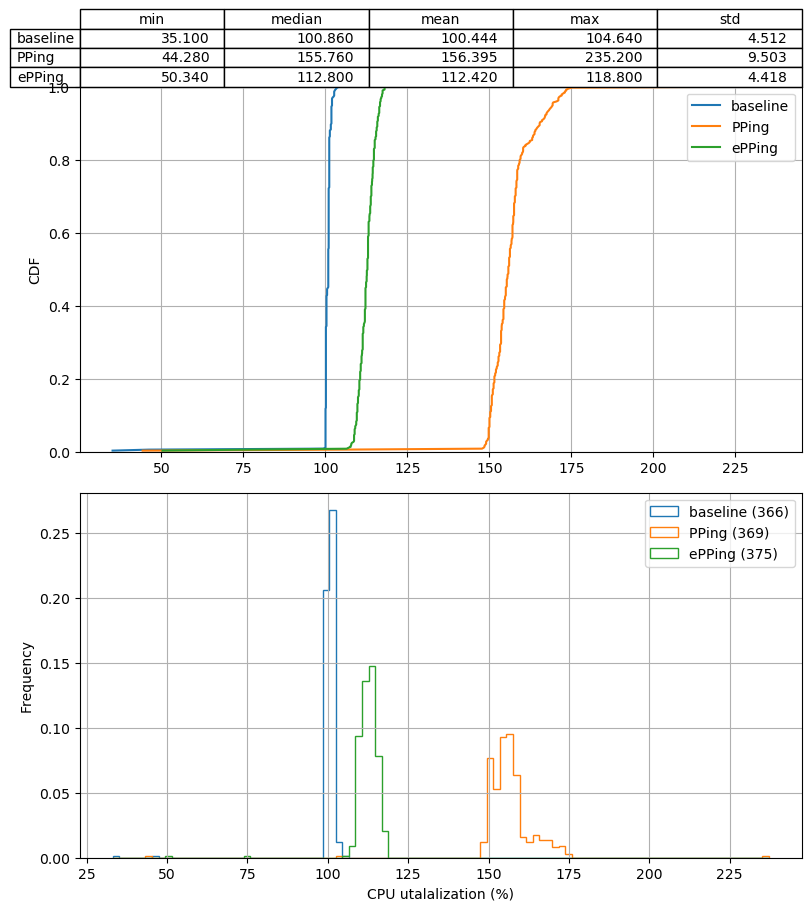 min median mean max std
baseline 35.100 100.860 100.444 104.640 4.512
PPing 44.280 155.760 156.395 235.200 9.503
ePPing 50.340 112.800 112.420 118.800 4.418
1.0
0.8
0.6
0.4
0.2
0.0
CDF
baseline
PPing
ePPing
50 75 100 125 150 175 200 225
0.25
0.20
0.15
0.10
0.05
0.00
Frequency
baseline (366)
PPing (369)
ePPing (375)
25 50 75 100 125 150 175 200 225
CPU utalalization (%)